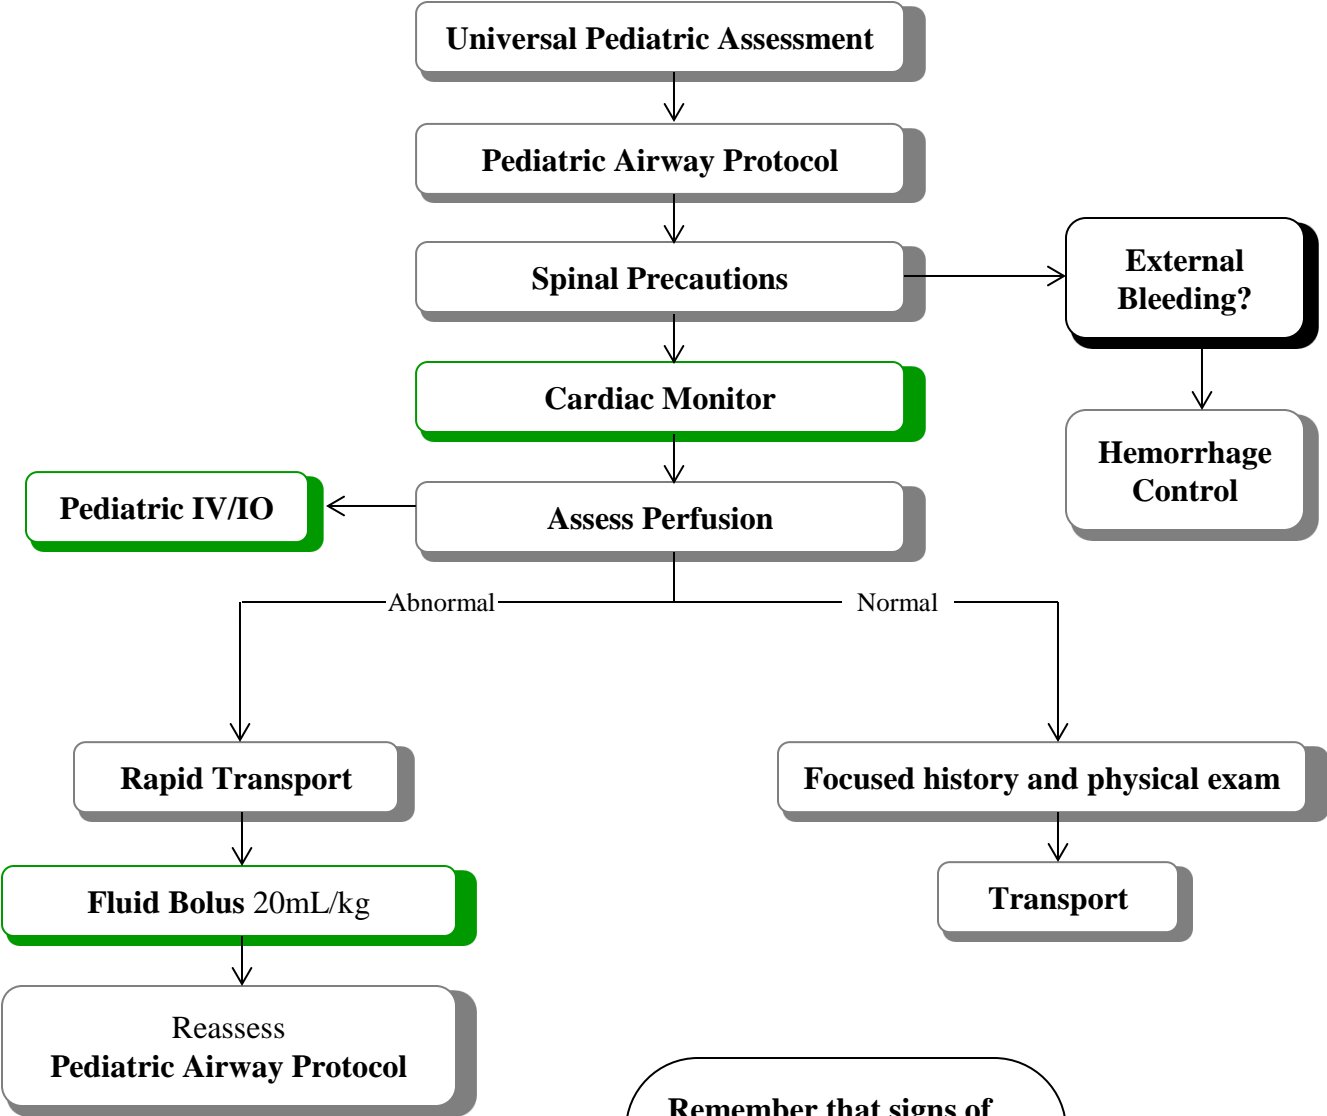 Universal Pediatric Assessment
Pediatric Airway Protocol
Spinal Precautions
External
Bleeding?
Cardiac Monitor
Hemorrhage
Control
Pediatric IV/IO
Assess Perfusion
Abnormal
Normal
Rapid Transport
Focused history and physical exam
Fluid Bolus 20mL/kg
Transport
Reassess
Pediatric Airway Protocol
Remember that signs of